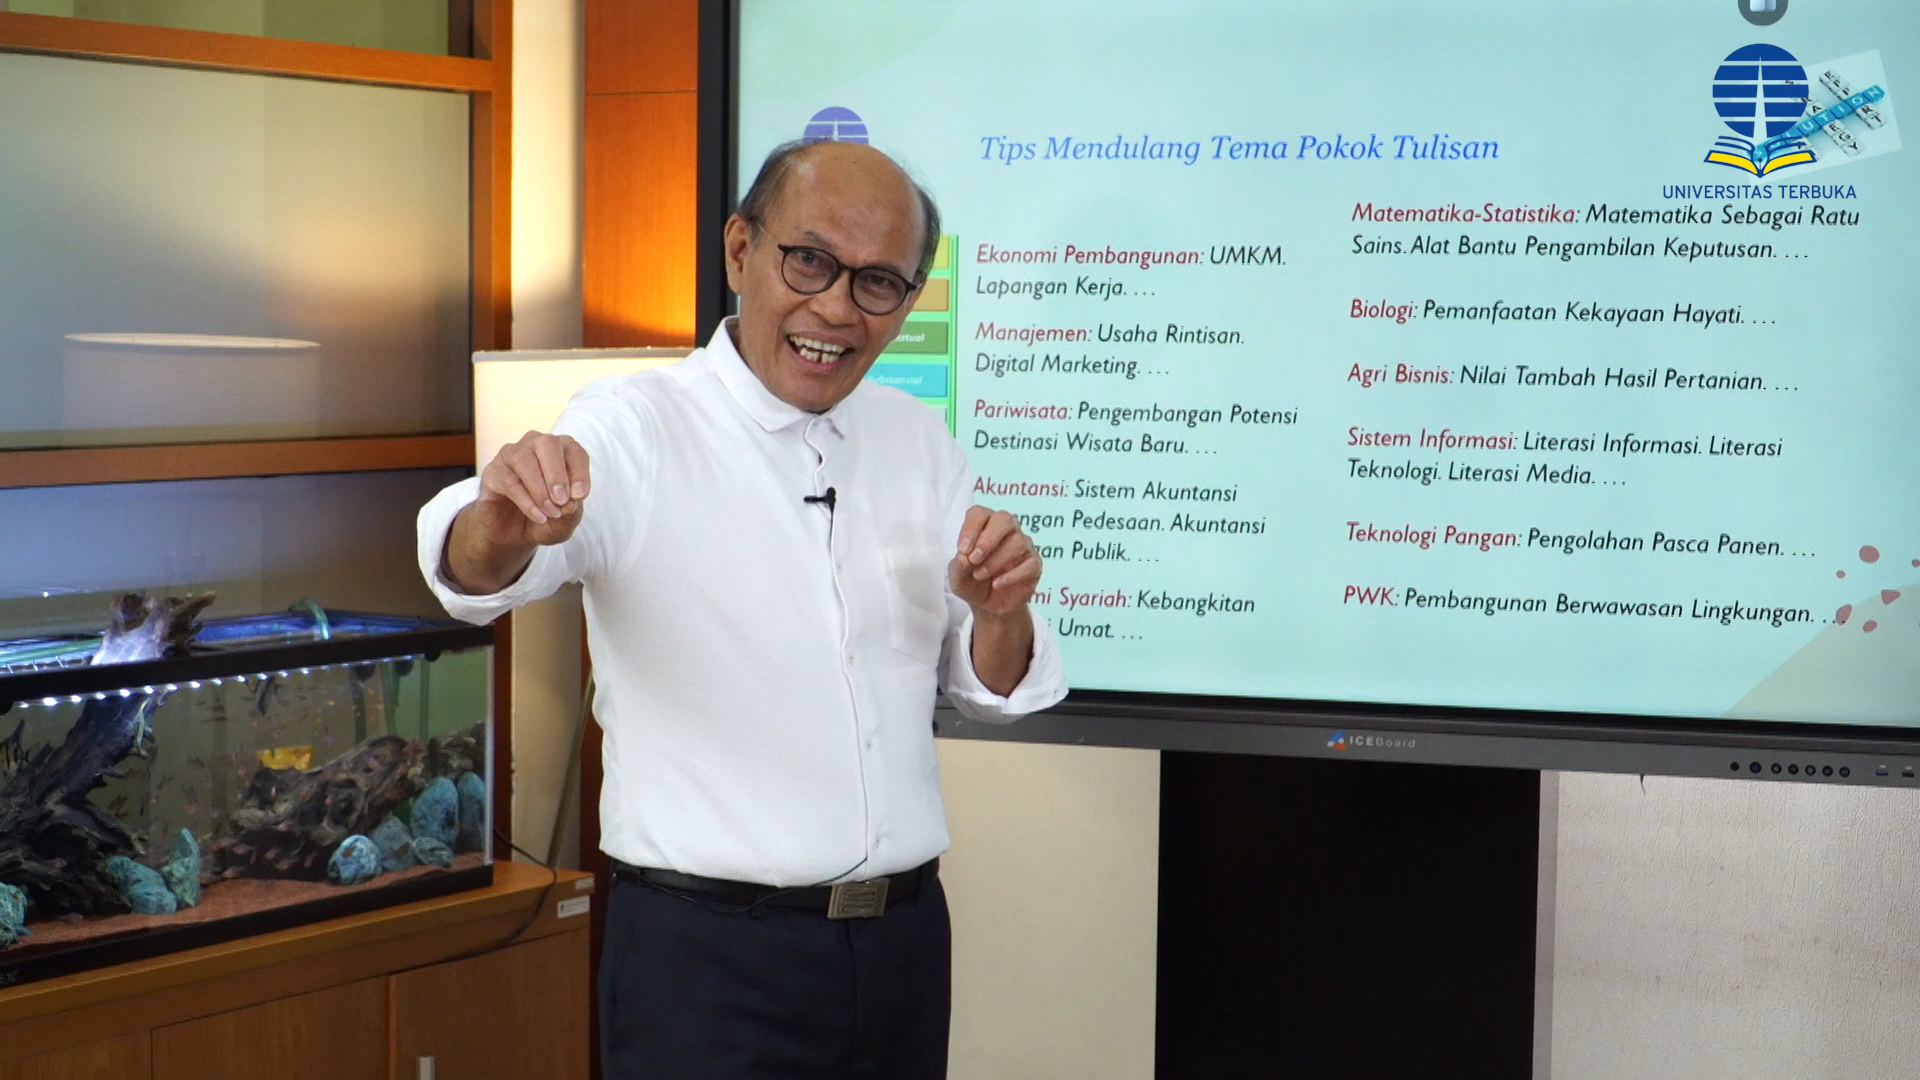 UNIVERSITAS TERBUKA
Tips Mendulang Tema Pokok Tulisan
Ekonomi Pembangunan: UMKM.
Lapangan Kerja. . . .
Manajemen: Usaha Rintisan.
Digital Marketing. . . .
Pariwisata: Pengembangan Potensi
Destinasi Wisata Baru. . . .
Akuntansi: Sistem Akuntansi
Pedesaan. Akuntansi
Publik. . . .
Syariah: Kebangkitan
Umat. . . .
Matematika-Statistika: Matematika Sebagai Ratu
Sains. Alat Bantu Pengambilan Keputusan. . . .
Biologi: Pemanfaatan Kekayaan Hayati. . . .
Agri Bisnis: Nilai Tambah Hasil Pertanian. . . .
Sistem Informasi: Literasi Informasi. Literasi
Teknologi. Literasi Media. . . .
Teknologi Pangan: Pengolahan Pasca Panen. . . .
PWK: Pembangunan Berwawasan Lingkungan. . . .
Substansial
ICEBoard